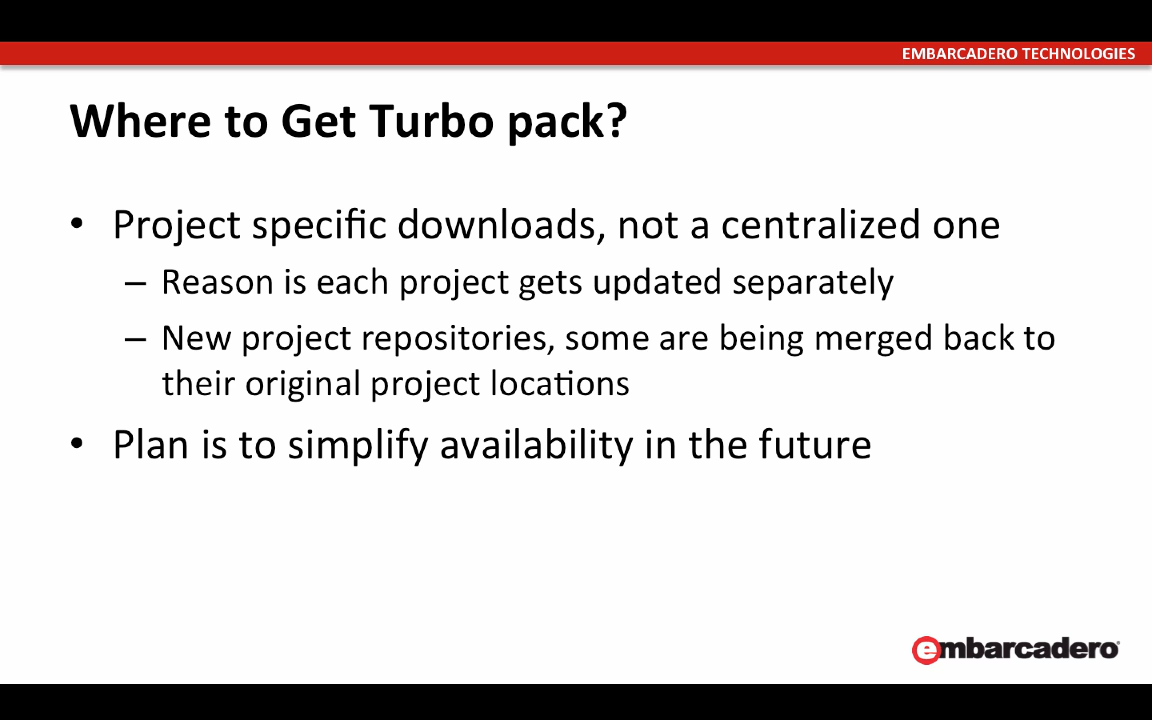 EMBARCADERO TECHNOLOGIES
Where to Get Turbo pack?
• Project specific downloads, not a centralized one
– Reason is each project gets updated separately
– New project repositories, some are being merged back to
their original project locations
• Plan is to simplify availability in the future
embarcadero